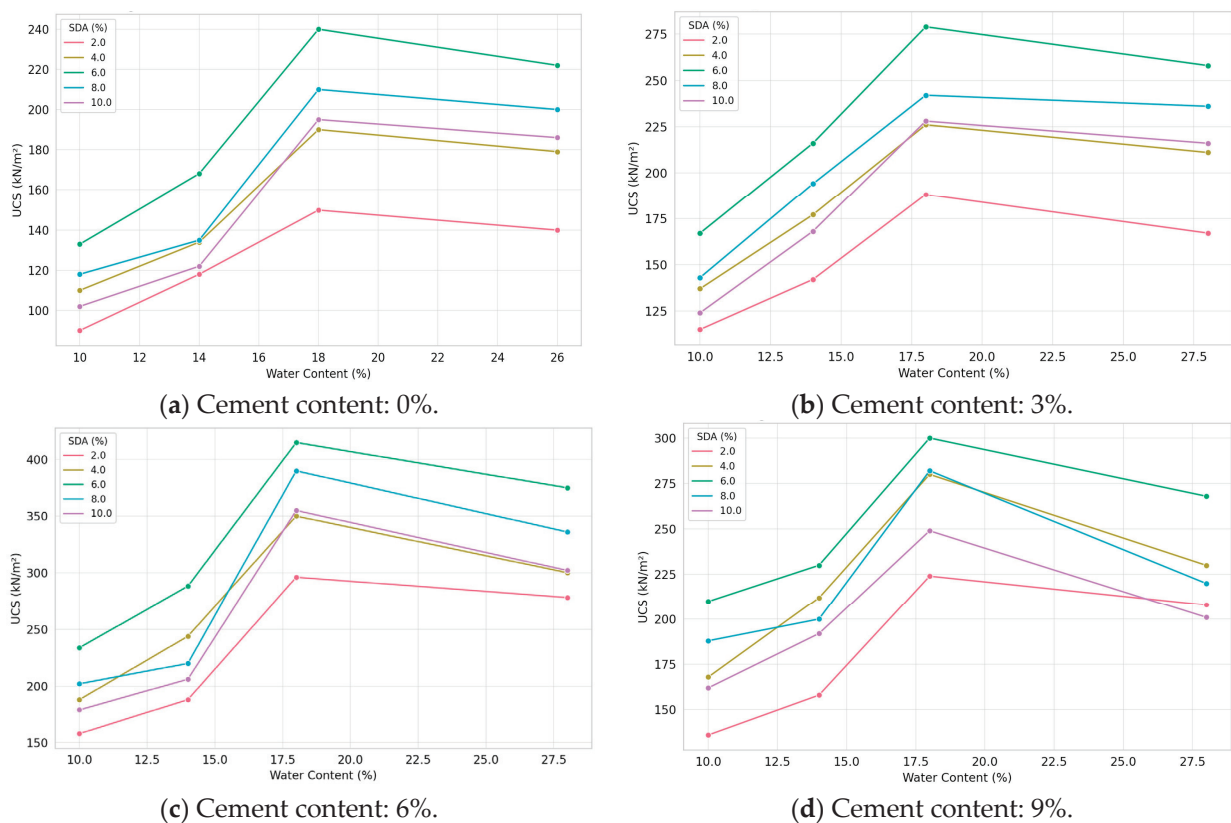 SDA (%)
2.0
4.0
6.0
8.0
10.0
240
220
200
180
160
140
120
100
UCS (kN/m²)
10 12 14 16 18 20 22 24 26
Water Content (%)
(a) Cement content: 0%.
SDA (%)
2.0
4.0
6.0
8.0
10.0
275
250
225
200
175
150
125
UCS (kN/m²)
10.0 12.5 15.0 17.5 20.0 22.5 25.0 27.5
Water Content (%)
(b) Cement content: 3%.
SDA (%)
2.0
4.0
6.0
8.0
10.0
400
350
300
250
200
150
UCS (kN/m²)
10.0 12.5 15.0 17.5 20.0 22.5 25.0 27.5
Water Content (%)
(c) Cement content: 6%.
SDA (%)
2.0
4.0
6.0
8.0
10.0
300
275
250
225
200
175
150
UCS (kN/m²)
10.0 12.5 15.0 17.5 20.0 22.5 25.0 27.5
Water Content (%)
(d) Cement content: 9%.